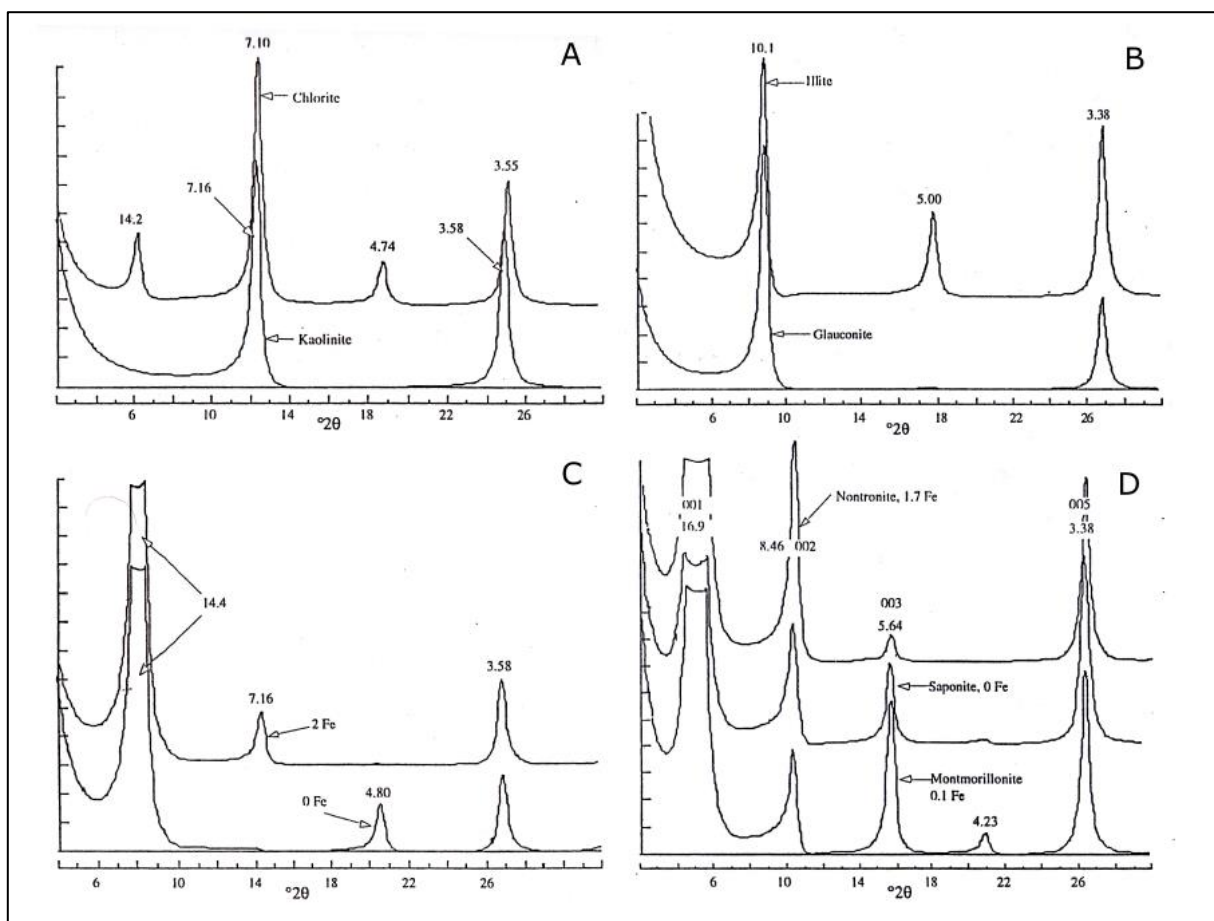 A
7.10
Chlorite
7.16
14.2
4.74
3.55
3.58
Kaolinite
6 10 14 18 22 26
°2θ
B
10.1
Illite
3.38
5.00
Glauconite
6 10 14 18 22 26
°2θ
C
14.4
7.16
3.58
2 Fe
0 Fe
4.80
6 10 14 18 22 26
°2θ
D
Nontronite, 1.7 Fe
001
16.9
8.46 002
005
3.38
003
5.64
Saponite, 0 Fe
Montmorillonite
0.1 Fe
4.23
6 10 14 18 22 26
°2θ